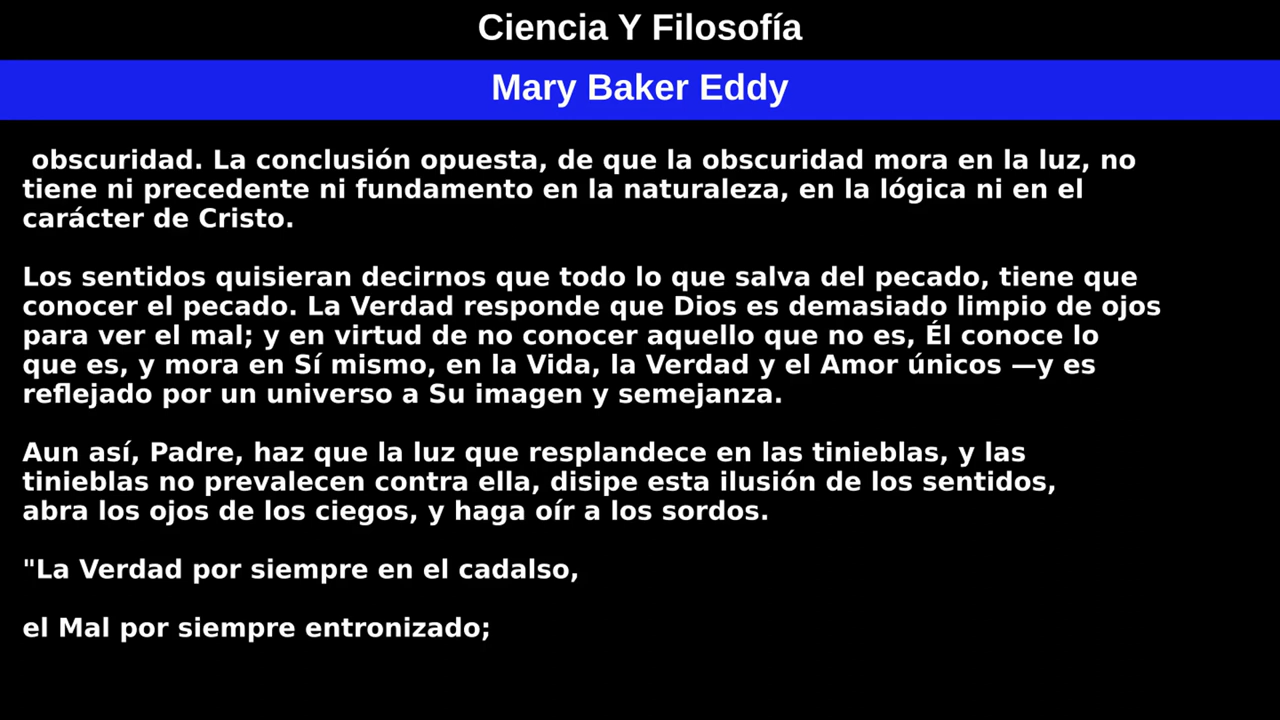 Ciencia Y Filosofía
Mary Baker Eddy
obscuridad. La conclusión opuesta, de que la obscuridad mora en la luz, no
tiene ni precedente ni fundamento en la naturaleza, en la lógica ni en el
carácter de Cristo.
Los sentidos quisieran decirnos que todo lo que salva del pecado, tiene que
conocer el pecado. La Verdad responde que Dios es demasiado limpio de ojos
para ver el mal; y en virtud de no conocer aquello que no es, Él conoce lo
que es, y mora en Sí mismo, en la Vida, la Verdad y el Amor únicos —y es
reflejado por un universo a Su imagen y semejanza.
Aun así, Padre, haz que la luz que resplandece en las tinieblas, y las
tinieblas no prevalecen contra ella, disipe esta ilusión de los sentidos,
abra los ojos de los ciegos, y haga oír a los sordos.
"La Verdad por siempre en el cadalso,
el Mal por siempre entronizado;